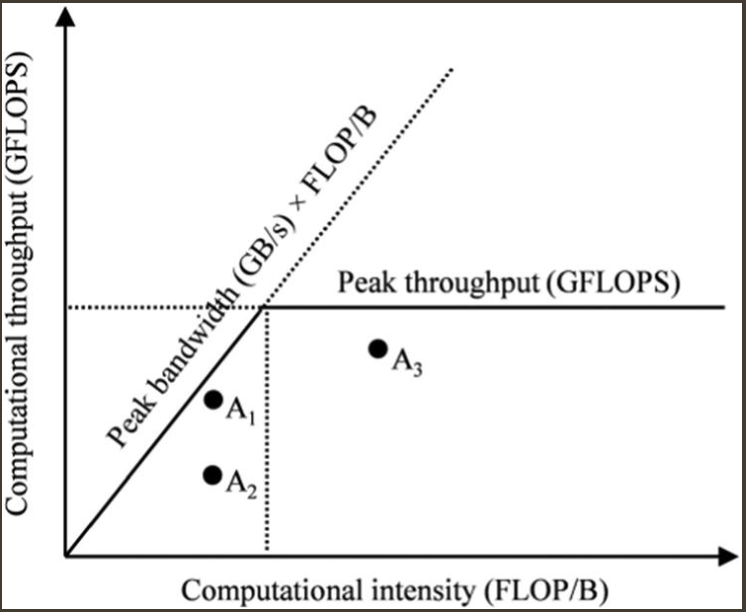 Computational throughput (GFLOPS)
Peak bandwidth (GB/s) × FLOP/B
Peak throughput (GFLOPS)
A₃
A₁
A₂
Computational intensity (FLOP/B)